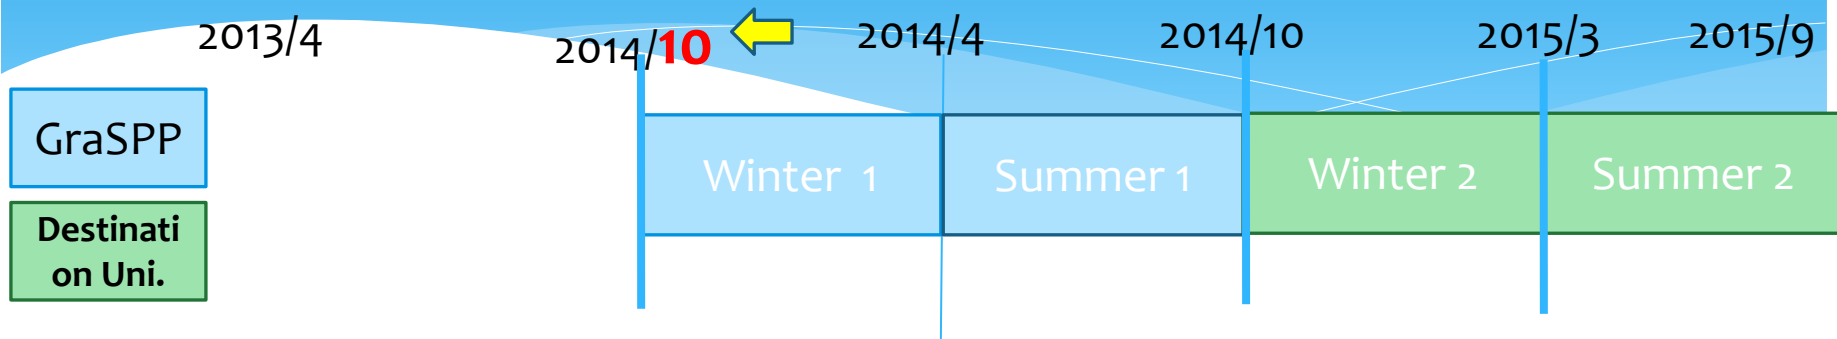 2013/4
2014/10
2014/4
2014/10
2015/3
2015/9
GraSPP
Winter 1
Summer 1
Winter 2
Summer 2
Destinati
on Uni.